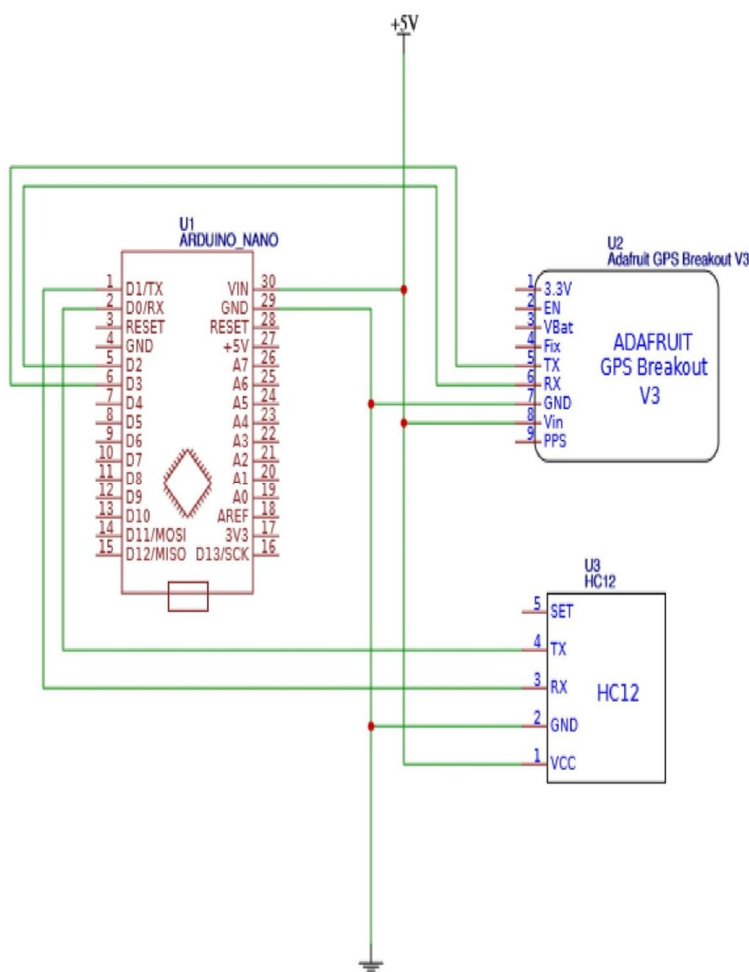 +5V
U1
ARDUINO_NANO
1 D1/TX VIN 30
2 D0/RX GND 29
3 RESET RESET 28
4 GND +5V 27
5 D2 A7 26
6 D3 A6 25
7 D4 A5 24
8 D5 A4 23
9 D6 A3 22
10 D7 A2 21
11 D8 A1 20
12 D9 A0 19
13 D10 AREF 18
14 D11/MOSI 3V3 17
15 D12/MISO D13/SCK 16
U2
Adafruit GPS Breakout V3
1 3.3V
2 EN
3 VBat
4 Fix
5 TX
6 RX
7 GND
8 Vin
9 PPS
ADAFRUIT
GPS Breakout
V3
U3
HC12
5 SET
4 TX
3 RX
2 GND
1 VCC
HC12